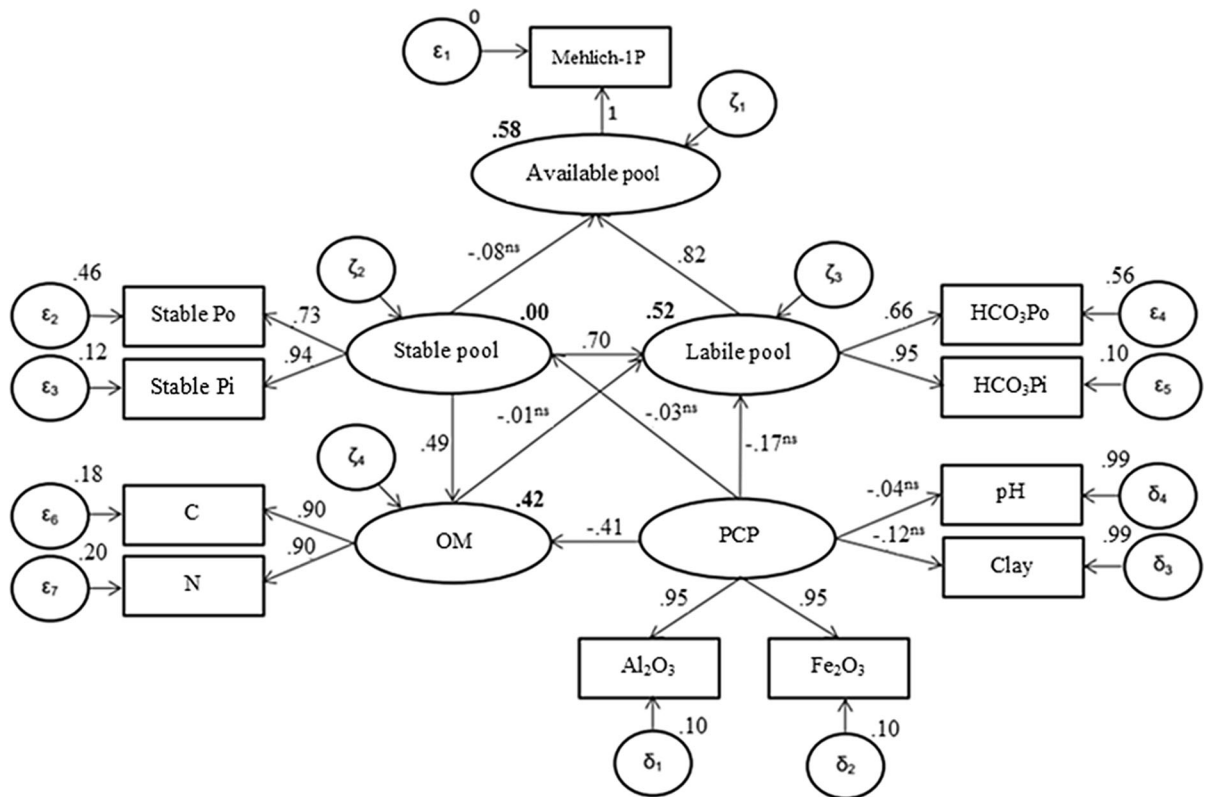 0
ε₁
Mehlich-1P
1
ζ₁
.58
Available pool
-.08ⁿˢ
.82
ζ₂
ζ₃
.46
ε₂
Stable Po
.73
.00
.52
.66
HCO₃Po
.56
ε₄
Stable pool
.70
Labile pool
.12
ε₃
Stable Pi
.94
.95
HCO₃Pi
.10
ε₅
-.01ⁿˢ
-.03ⁿˢ
.49
-.17ⁿˢ
ζ₄
.18
ε₆
C
.90
.42
-.04ⁿˢ
pH
.99
δ₄
OM
-.41
PCP
.20
ε₇
N
.90
-.12ⁿˢ
Clay
.99
δ₃
.95
.95
Al₂O₃
Fe₂O₃
.10
.10
δ₁
δ₂